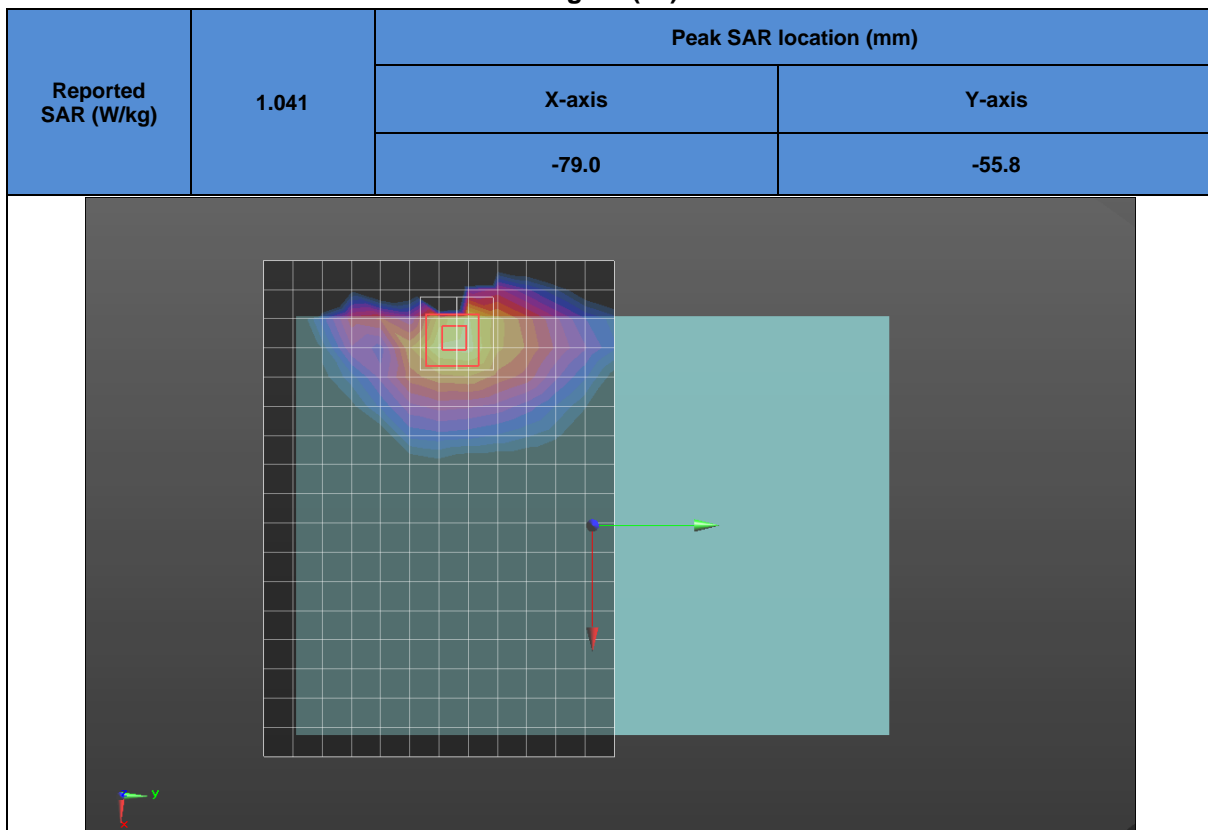 Reported
SAR (W/kg)
1.041
Peak SAR location (mm)
X-axis
Y-axis
-79.0
-55.8
Y
X